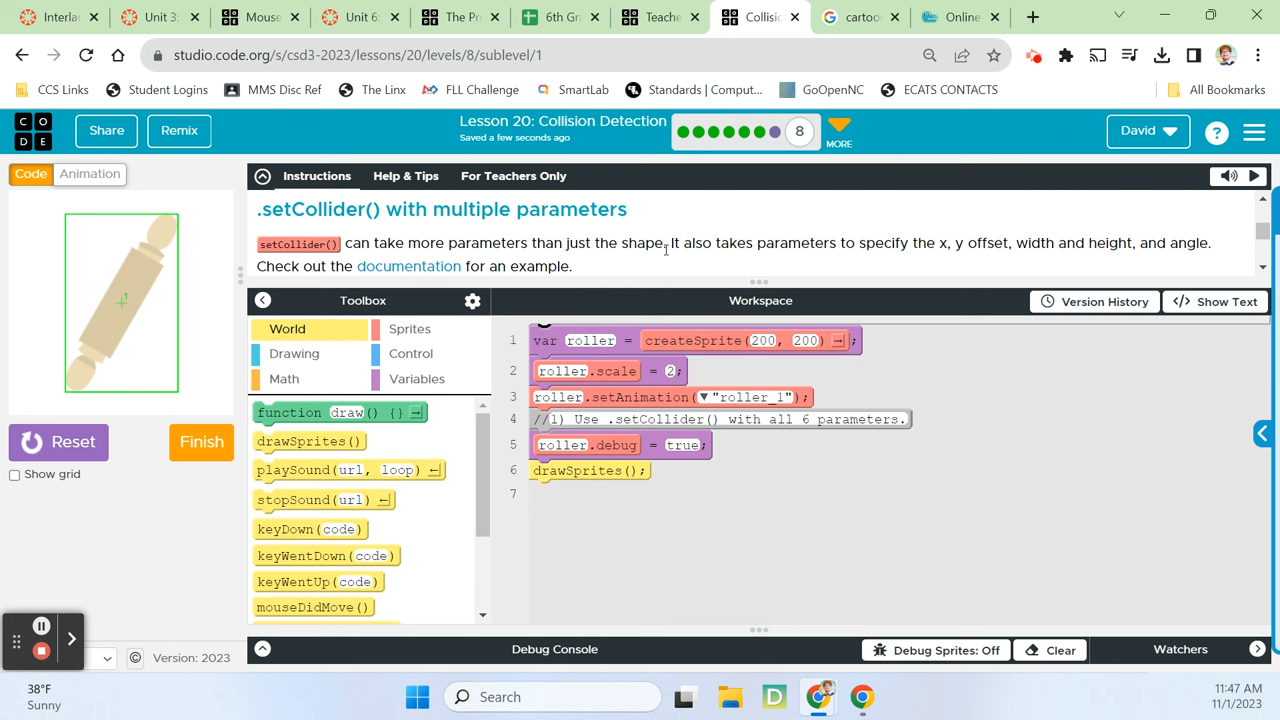 Interlar
Unit 3:
Mouse
Unit 6:
The Pr
6th Gra
Teache
Collisio
cartoo
Online
studio.code.org/s/csd3-2023/lessons/20/levels/8/sublevel/1
CCS Links
Student Logins
MMS Disc Ref
The Linx
FLL Challenge
SmartLab
Standards | Comput...
GoOpenNC
ECATS CONTACTS
All Bookmarks
CO
DE
Share
Remix
Lesson 20: Collision Detection
Saved a few seconds ago
8
MORE
David
?
Code
Animation
Instructions
Help & Tips
For Teachers Only
.setCollider() with multiple parameters
setCollider() can take more parameters than just the shape. It also takes parameters to specify the x, y offset, width and height, and angle.
Check out the documentation for an example.
Toolbox
Workspace
Version History
</> Show Text
World
Sprites
Drawing
Control
Math
Variables
function draw() {}
drawSprites()
playSound(url, loop)
stopSound(url)
keyDown(code)
keyWentDown(code)
keyWentUp(code)
mouseDidMove()
1 var roller = createSprite(200, 200);
2 roller.scale = 2;
3 roller.setAnimation("roller_1");
4 //1) Use .setCollider() with all 6 parameters.
5 roller.debug = true;
6 drawSprites();
7
1
Reset
Finish
Show grid
© Version: 2023
Debug Console
Debug Sprites: Off
Clear
Watchers
38°F
Sunny
Search
D
11:47 AM
11/1/2023